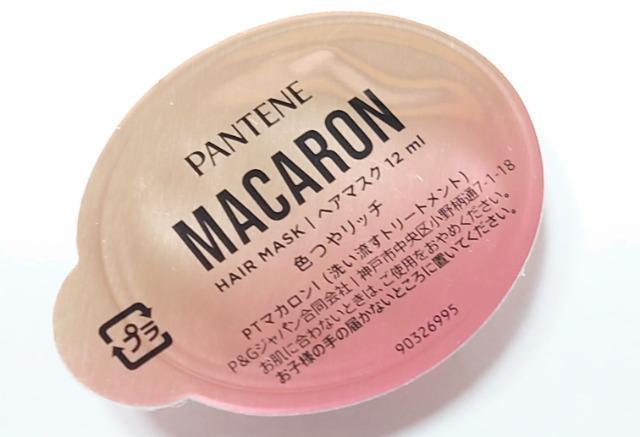 PANTENE
MACARON
HAIR MASK | ヘアマスク 12 ml
色つやリッチ
PTマカロンI (洗い流すトリートメント)
P&Gジャパン合同会社 | 神戸市中央区小野柄通7-1-18
お肌に合わないときは、ご使用をおやめください。
お子様の手の届かないところに置いてください。
90326995
プラ